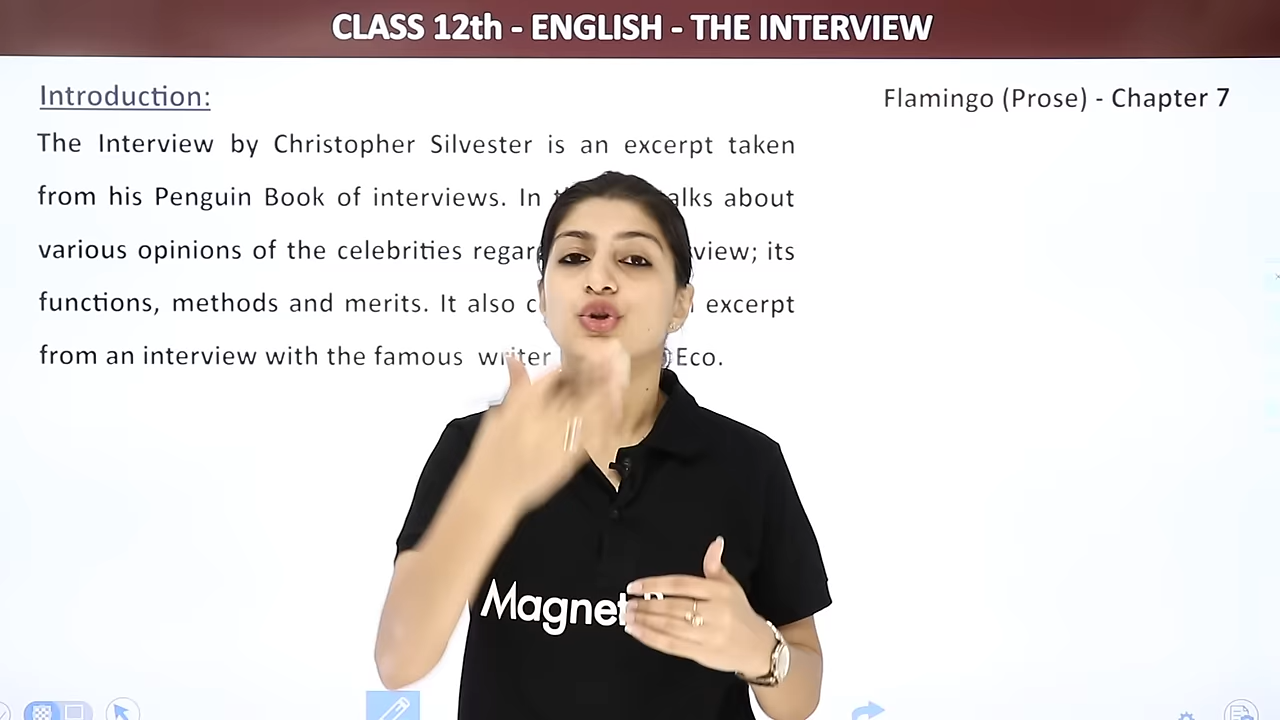 CLASS 12th - ENGLISH - THE INTERVIEW
Introduction:
Flamingo (Prose) - Chapter 7
The Interview by Christopher Silvester is an excerpt taken
from his Penguin Book of interviews. In alks about
various opinions of the celebrities regar view; its
functions, methods and merits. It also c excerpt
from an interview with the famous writer Eco.
Magnet